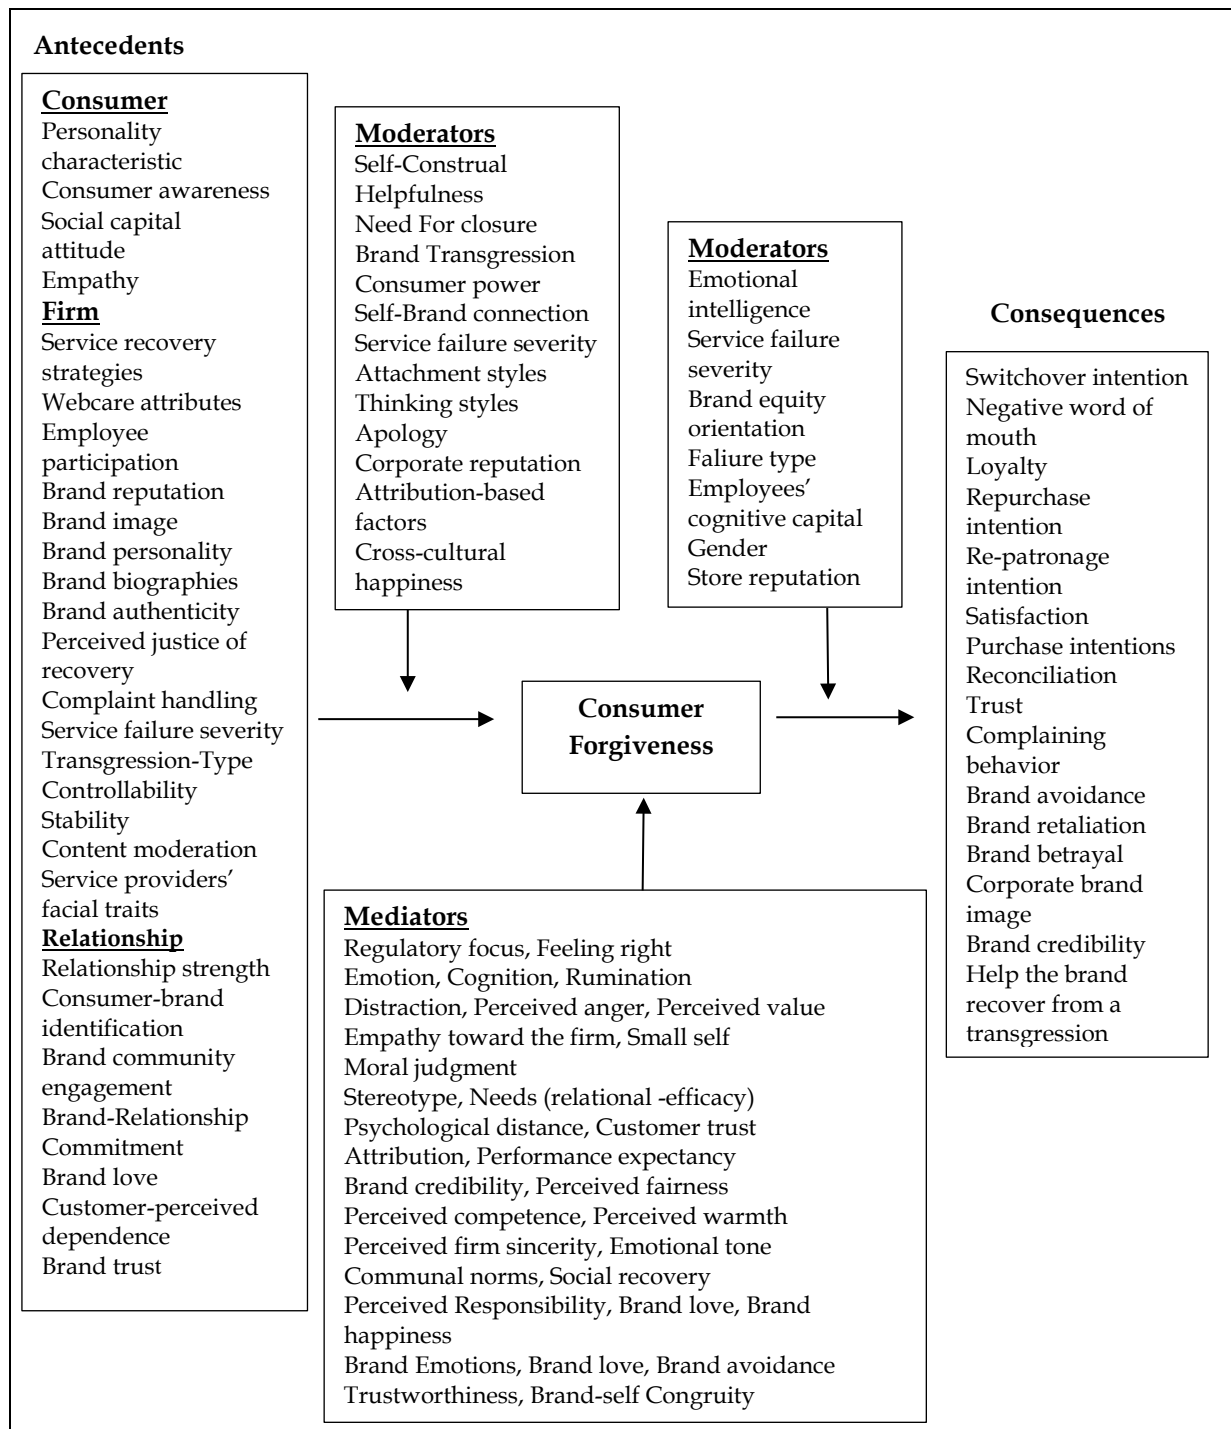 Antecedents
Consumer
Personality
characteristic
Consumer awareness
Social capital
attitude
Empathy
Firm
Service recovery
strategies
Webcare attributes
Employee
participation
Brand reputation
Brand image
Brand personality
Brand biographies
Brand authenticity
Perceived justice of
recovery
Complaint handling
Service failure severity
Transgression-Type
Controllability
Stability
Content moderation
Service providers’
facial traits
Relationship
Relationship strength
Consumer-brand
identification
Brand community
engagement
Brand-Relationship
Commitment
Brand love
Customer-perceived
dependence
Brand trust
Moderators
Self-Construal
Helpfulness
Need For closure
Brand Transgression
Consumer power
Self-Brand connection
Service failure severity
Attachment styles
Thinking styles
Apology
Corporate reputation
Attribution-based
factors
Cross-cultural
happiness
Moderators
Emotional
intelligence
Service failure
severity
Brand equity
orientation
Faliure type
Employees’
cognitive capital
Gender
Store reputation
Consumer
Forgiveness
Mediators
Regulatory focus, Feeling right
Emotion, Cognition, Rumination
Distraction, Perceived anger, Perceived value
Empathy toward the firm, Small self
Moral judgment
Stereotype, Needs (relational -efficacy)
Psychological distance, Customer trust
Attribution, Performance expectancy
Brand credibility, Perceived fairness
Perceived competence, Perceived warmth
Perceived firm sincerity, Emotional tone
Communal norms, Social recovery
Perceived Responsibility, Brand love, Brand
happiness
Brand Emotions, Brand love, Brand avoidance
Trustworthiness, Brand-self Congruity
Consequences
Switchover intention
Negative word of
mouth
Loyalty
Repurchase
intention
Re-patronage
intention
Satisfaction
Purchase intentions
Reconciliation
Trust
Complaining
behavior
Brand avoidance
Brand retaliation
Brand betrayal
Corporate brand
image
Brand credibility
Help the brand
recover from a
transgression